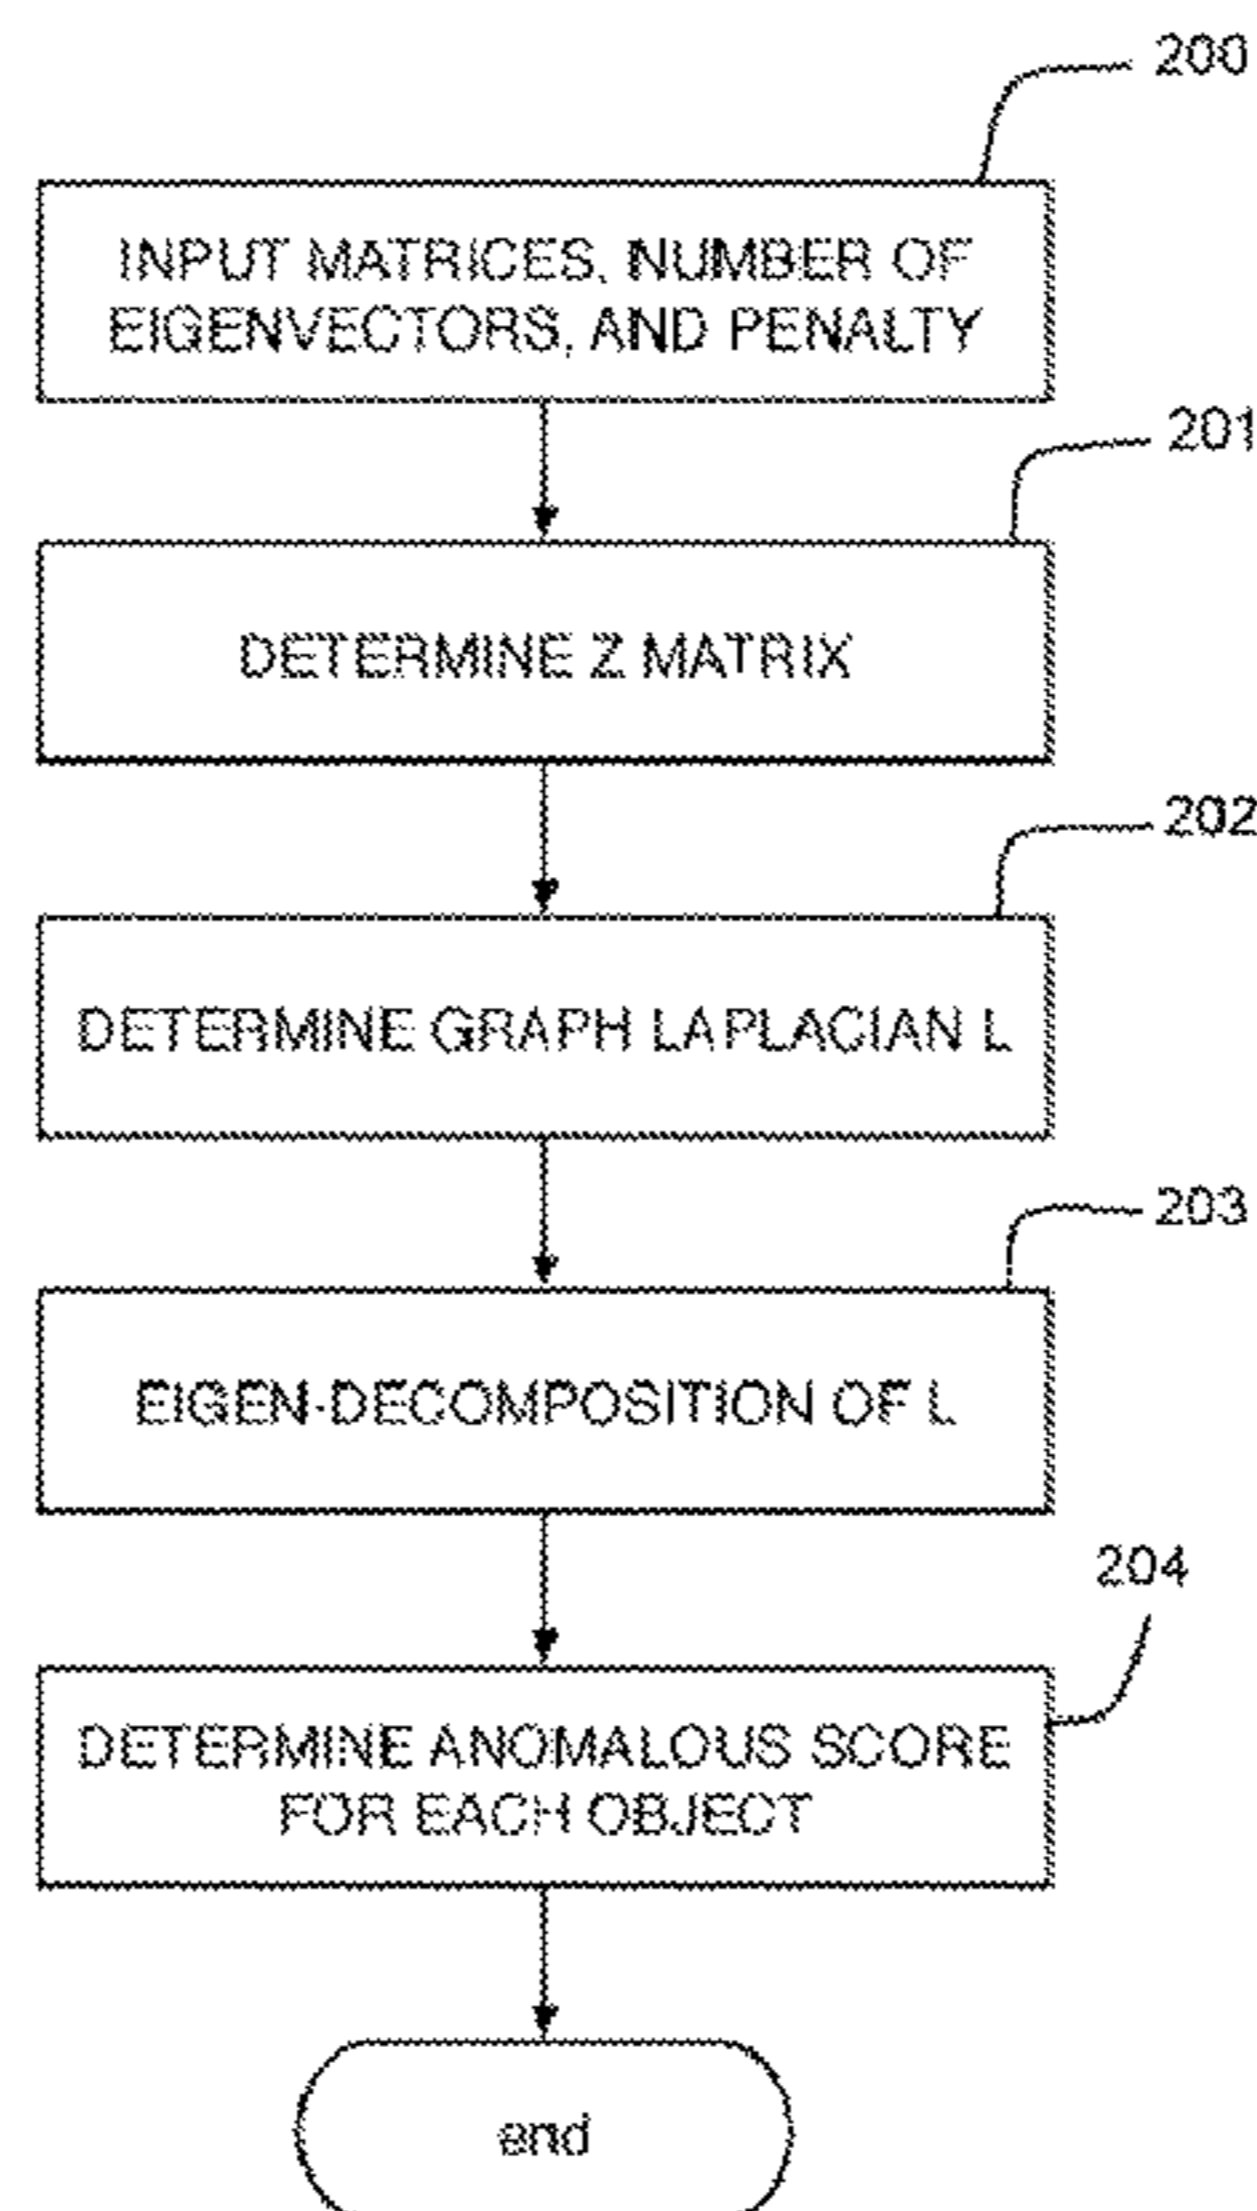 200
INPUT MATRICES, NUMBER OF
EIGENVECTORS, AND PENALTY
201
DETERMINE Z MATRIX
202
DETERMINE GRAPH LAPLACIAN L
203
EIGEN-DECOMPOSITION OF L
204
DETERMINE ANOMALOUS SCORE
FOR EACH OBJECT
end